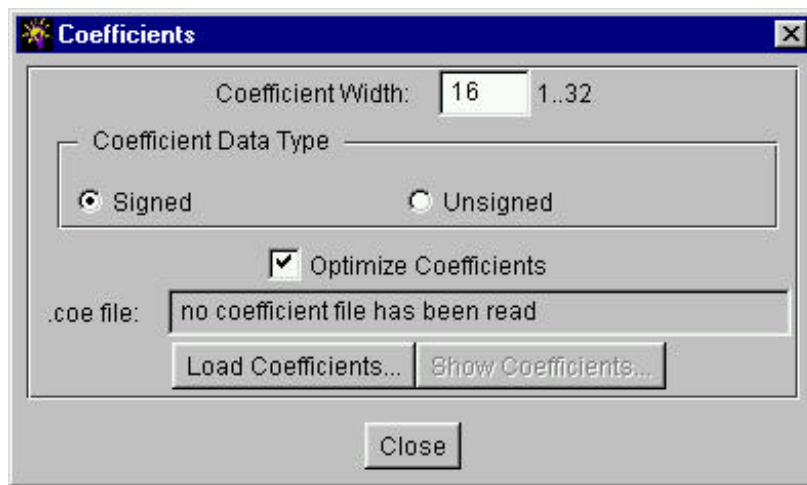 Coefficients
Coefficient Width: 16 1..32
Coefficient Data Type
Signed Unsigned
Optimize Coefficients
.coe file: no coefficient file has been read
Load Coefficients... Show Coefficients...
Close